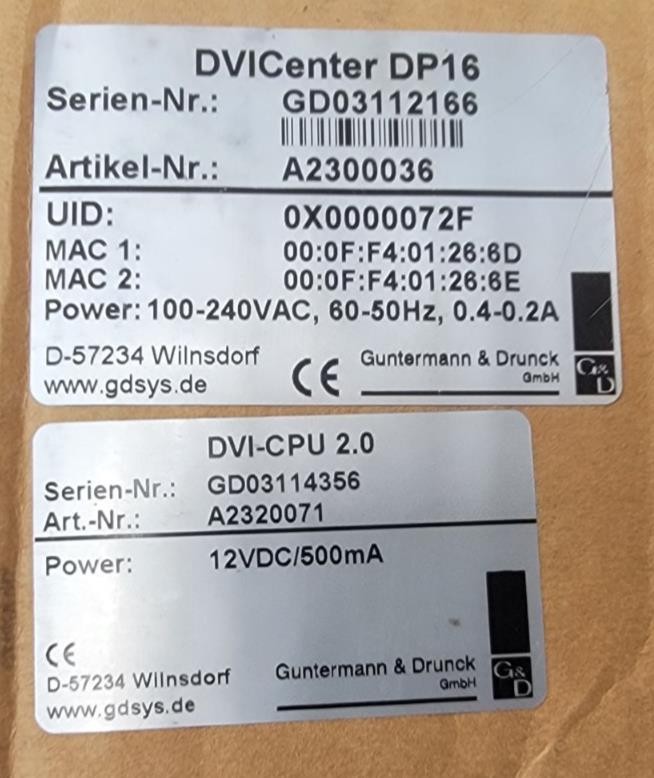 DVICenter DP16
Serien-Nr.: GD03112166
Artikel-Nr.: A2300036
UID: 0X0000072F
MAC 1: 00:0F:F4:01:26:6D
MAC 2: 00:0F:F4:01:26:6E
Power: 100-240VAC, 60-50Hz, 0.4-0.2A
D-57234 Wilnsdorf
www.gdsys.de
CE
Guntermann & Drunck
GmbH
G&D
DVI-CPU 2.0
Serien-Nr.: GD03114356
Art.-Nr.: A2320071
Power: 12VDC/500mA
CE
D-57234 Wilnsdorf
www.gdsys.de
Guntermann & Drunck
GmbH
G&D